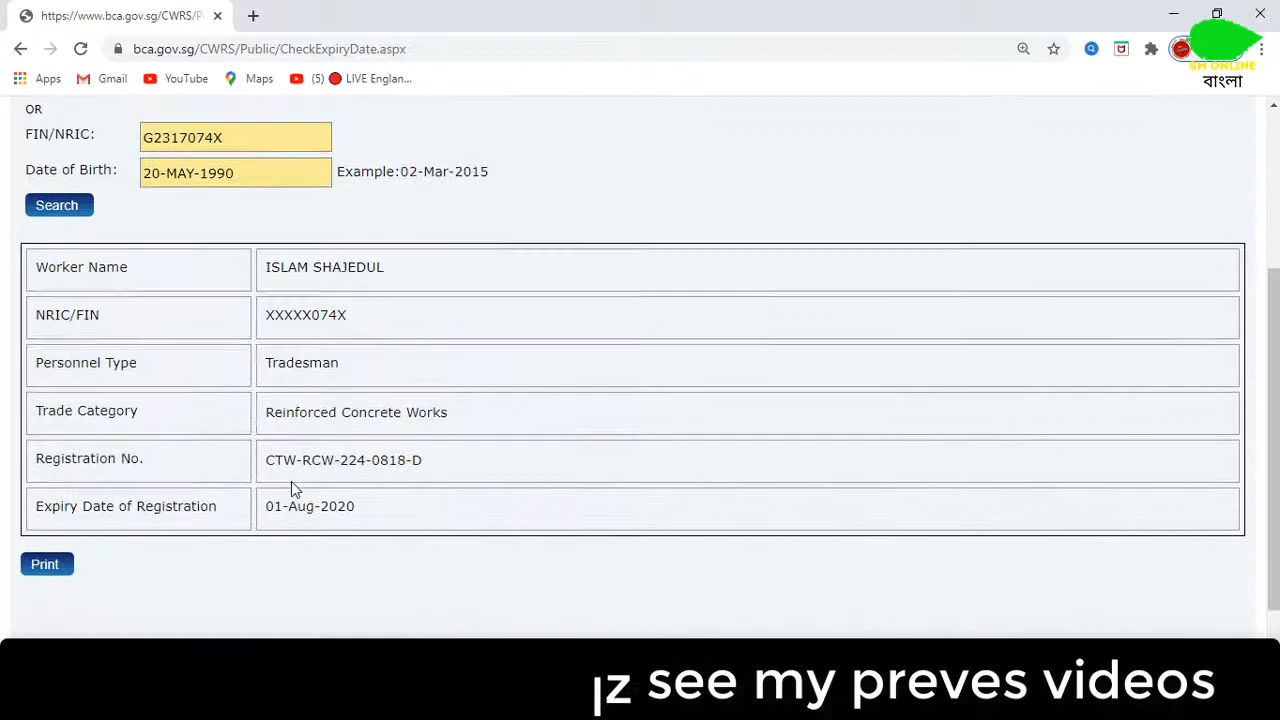 https://www.bca.gov.sg/CWRS/P
bca.gov.sg/CWRS/Public/CheckExpiryDate.aspx
Apps Gmail YouTube Maps (5) LIVE Englan...
SM ONLINE
বাংলা
OR
FIN/NRIC: G2317074X
Date of Birth: 20-MAY-1990 Example:02-Mar-2015
Search
Worker Name ISLAM SHAJEDUL
NRIC/FIN XXXXX074X
Personnel Type Tradesman
Trade Category Reinforced Concrete Works
Registration No. CTW-RCW-224-0818-D
Expiry Date of Registration 01-Aug-2020
Print
see my preves videos